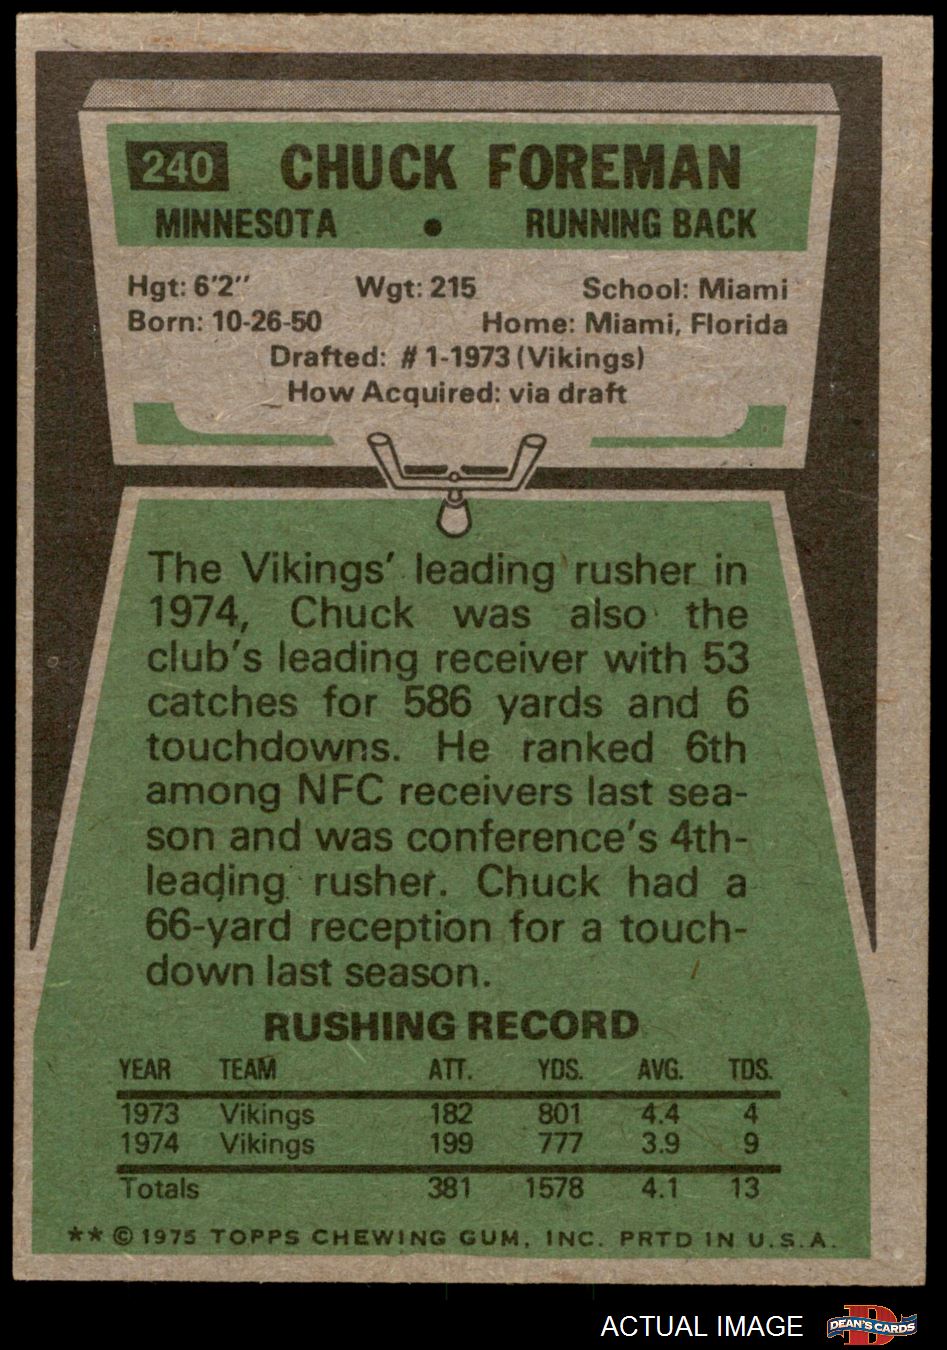 240 CHUCK FOREMAN
MINNESOTA • RUNNING BACK
Hgt: 6'2" Wgt: 215 School: Miami
Born: 10-26-50 Home: Miami, Florida
Drafted: #1-1973 (Vikings)
How Acquired: via draft
The Vikings' leading rusher in
1974, Chuck was also the
club's leading receiver with 53
catches for 586 yards and 6
touchdowns. He ranked 6th
among NFC receivers last sea-
son and was conference's 4th-
leading rusher. Chuck had a
66-yard reception for a touch-
down last season.
RUSHING RECORD
YEAR TEAM ATT. YDS. AVG. TDS.
1973 Vikings 182 801 4.4 4
1974 Vikings 199 777 3.9 9
Totals 381 1578 4.1 13
** © 1975 TOPPS CHEWING GUM, INC. PRTD IN U.S.A.
ACTUAL IMAGE DEAN'S CARDS